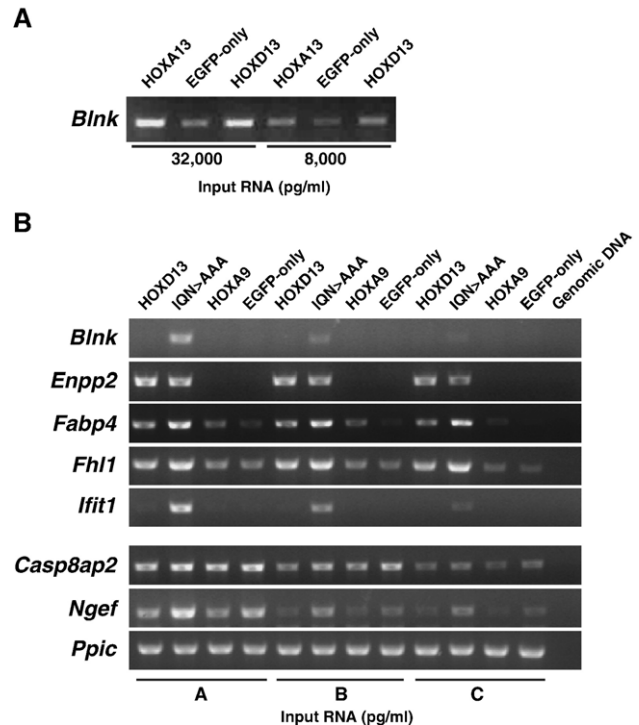 A
HOXA13 EGFP-only HOXD13 HOXA13 EGFP-only HOXD13
Blnk
32,000 8,000
Input RNA (pg/ml)
B
HOXD13 IQN>AAA HOXA9 EGFP-only HOXD13 IQN>AAA HOXA9 EGFP-only HOXD13 IQN>AAA HOXA9 EGFP-only Genomic DNA
Blnk
Enpp2
Fabp4
Fhl1
Ifit1
Casp8ap2
Ngef
Ppic
A B C
Input RNA (pg/ml)